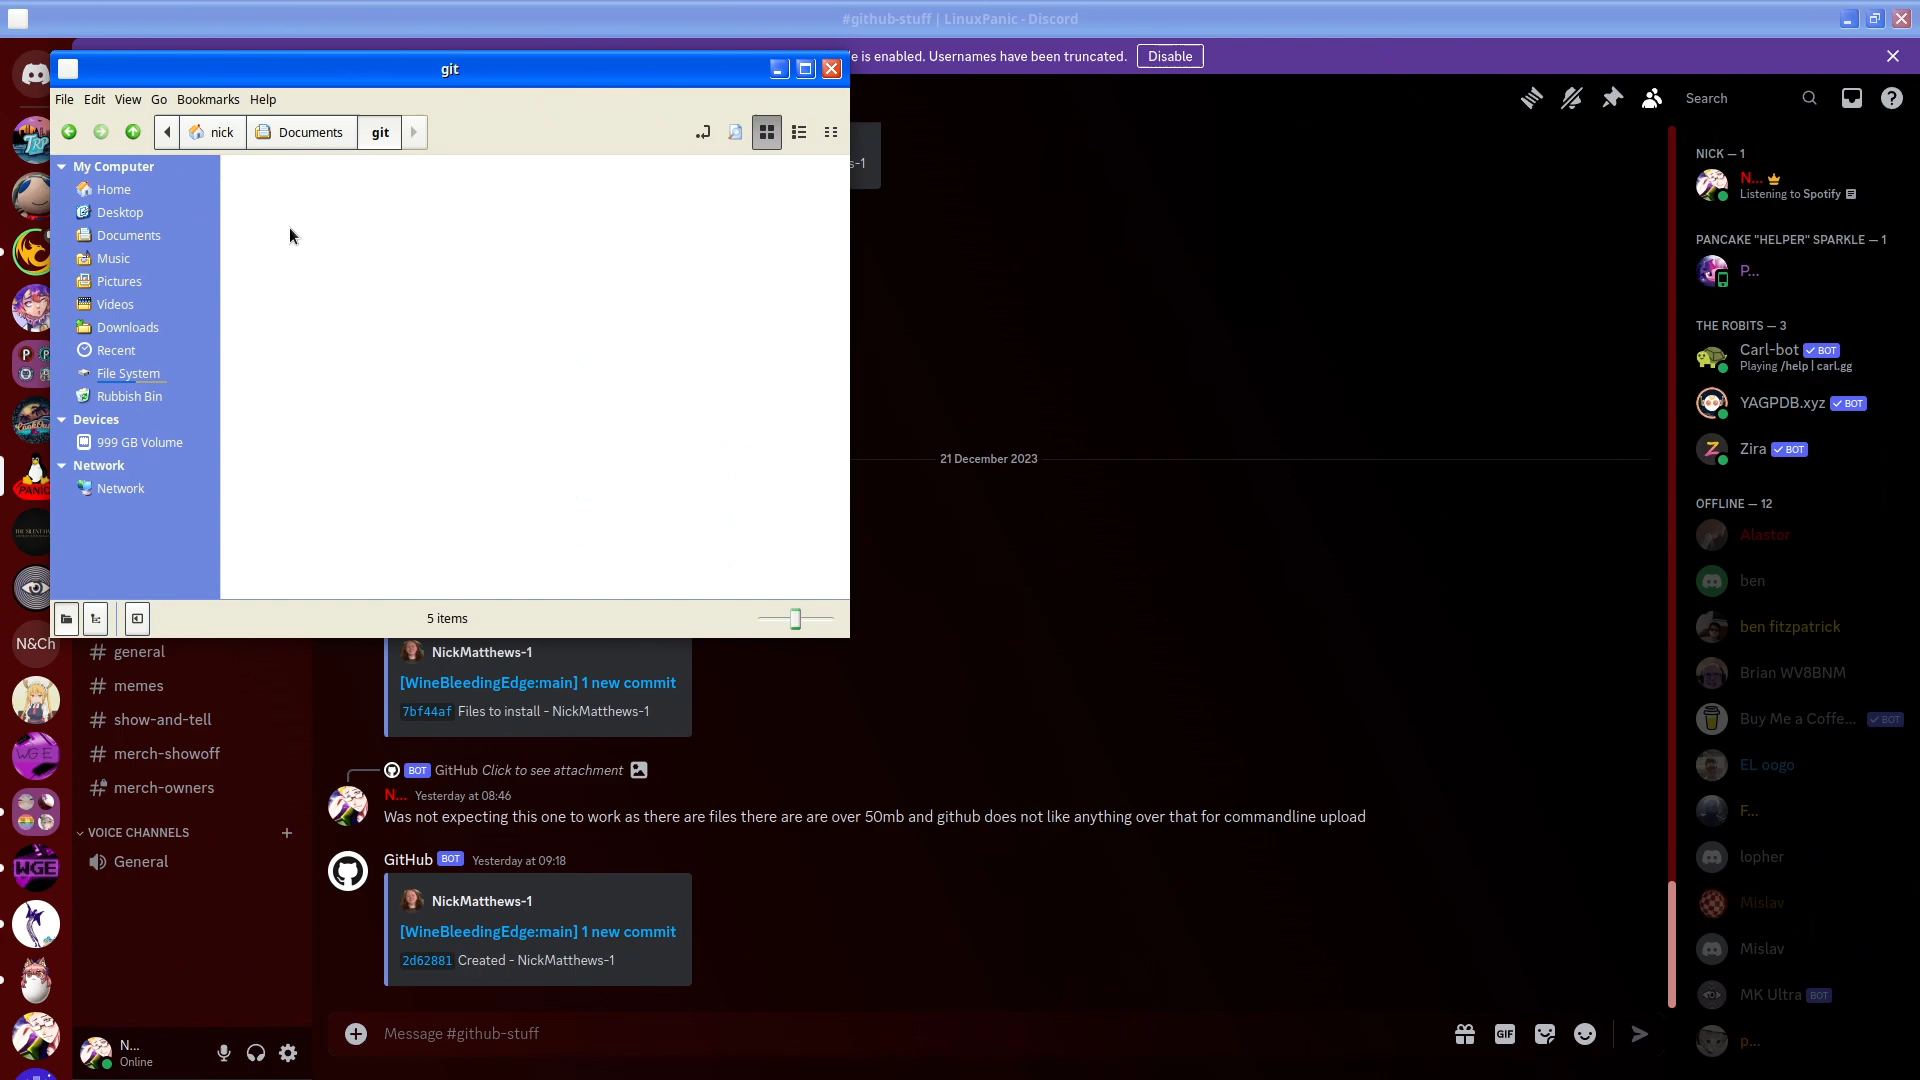 #github-stuff | LinuxPanic - Discord
e is enabled. Usernames have been truncated.
Disable
git
File Edit View Go Bookmarks Help
nick
Documents
git
My Computer
Home
Desktop
Documents
Music
Pictures
Videos
Downloads
Recent
File System
Rubbish Bin
Devices
999 GB Volume
Network
Network
5 items
s-1
Search
21 December 2023
N&Ch
general
memes
show-and-tell
merch-showoff
merch-owners
VOICE CHANNELS
General
N...
Online
NickMatthews-1
[WineBleedingEdge:main] 1 new commit
7bf44af Files to install - NickMatthews-1
BOT GitHub Click to see attachment
N... Yesterday at 08:46
Was not expecting this one to work as there are files there are are over 50mb and github does not like anything over that for commandline upload
GitHub BOT Yesterday at 09:18
NickMatthews-1
[WineBleedingEdge:main] 1 new commit
2d62881 Created - NickMatthews-1
Message #github-stuff
GIF
NICK — 1
N...
Listening to Spotify
PANCAKE "HELPER" SPARKLE — 1
P...
THE ROBITS — 3
Carl-bot BOT
Playing /help | carl.gg
YAGPDB.xyz BOT
Zira BOT
OFFLINE — 12
Alastor
ben
ben fitzpatrick
Brian WV8BNM
Buy Me a Coffe... BOT
EL oogo
F...
lopher
Mislav
Mislav
MK Ultra BOT
p...